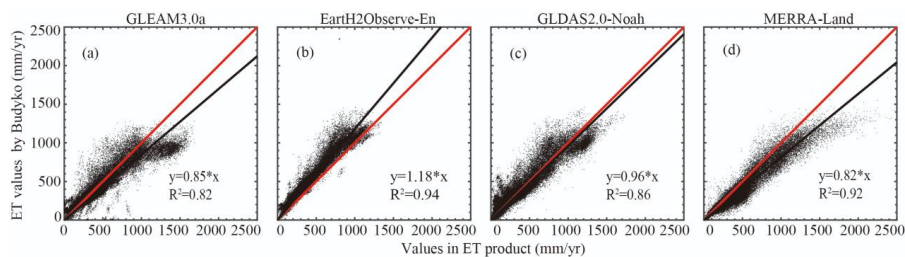 GLEAM3.0a
EartH2Observe-En
GLDAS2.0-Noah
MERRA-Land
ET values by Budyko (mm/yr)
2500
2000
1500
1000
500
0
(a)
y=0.85*x
R²=0.82
0 500 1000 1500 2000 2500
(b)
y=1.18*x
R²=0.94
0 500 1000 1500 2000 2500
(c)
y=0.96*x
R²=0.86
0 500 1000 1500 2000 2500
(d)
y=0.82*x
R²=0.92
0 500 1000 1500 2000 2500
Values in ET product (mm/yr)